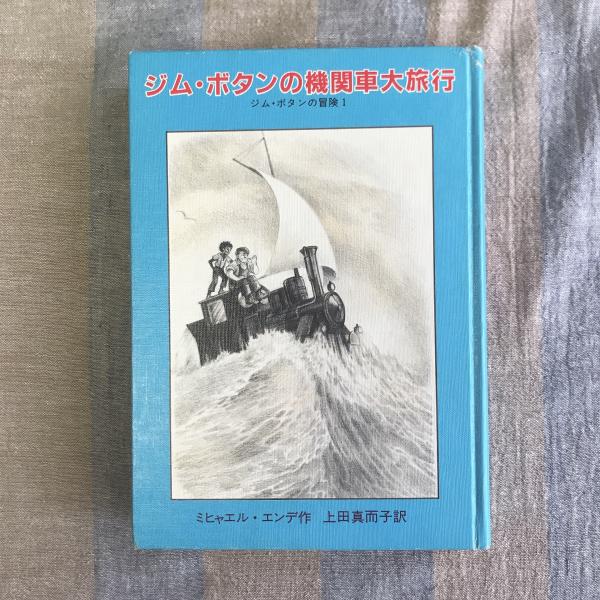 ジム・ボタンの機関車大旅行
ジム・ボタンの冒険1
ミヒャエル・エンデ作 上田真而子訳